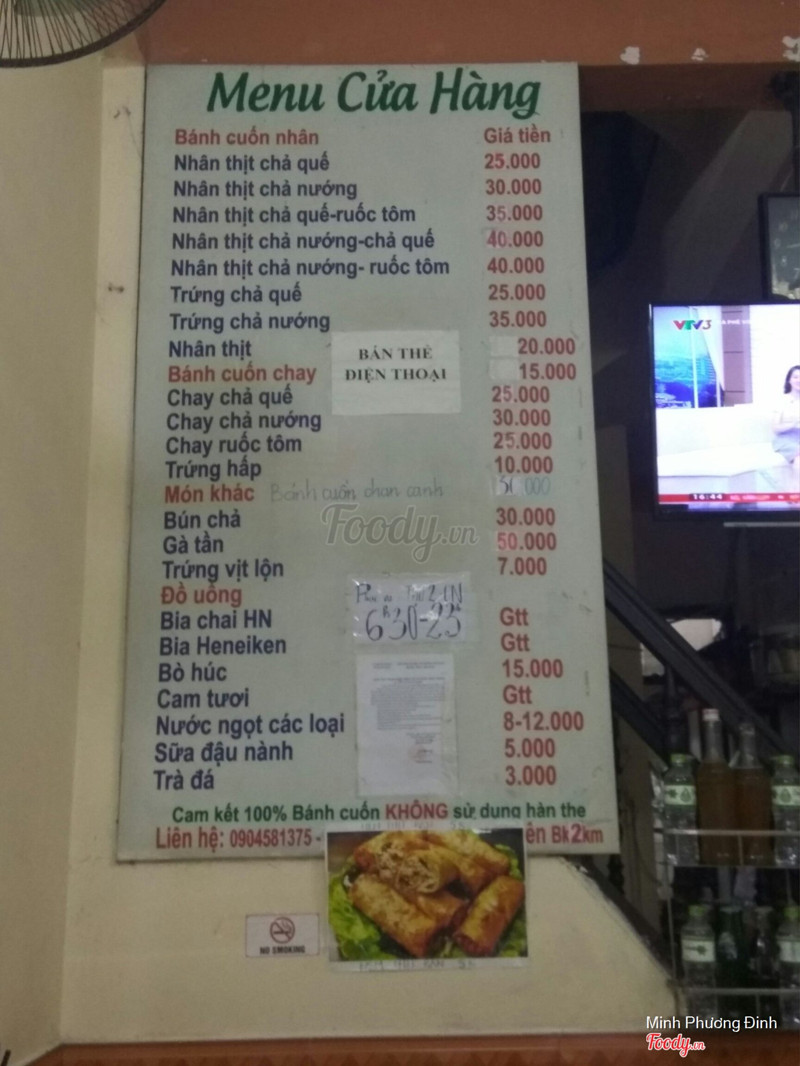 Menu Cửa Hàng
Bánh cuốn nhân Giá tiền
Nhân thịt chả quế 25.000
Nhân thịt chả nướng 30.000
Nhân thịt chả quế-ruốc tôm 35.000
Nhân thịt chả nướng-chả quế 40.000
Nhân thịt chả nướng- ruốc tôm 40.000
Trứng chả quế 25.000
Trứng chả nướng 35.000
Nhân thịt 20.000
BÁN THẺ
ĐIỆN THOẠI
Bánh cuốn chay 15.000
Chay chả quế 25.000
Chay chả nướng 30.000
Chay ruốc tôm 25.000
Trứng hấp 10.000
Món khác Bánh cuốn chan canh 30.000
Foody.vn
Bún chả 30.000
Gà tần 50.000
Trứng vịt lộn 7.000
Đồ uống
6h30-23h
Bia chai HN Gtt
Bia Heneiken Gtt
Bò húc 15.000
Cam tươi Gtt
Nước ngọt các loại 8-12.000
Sữa đậu nành 5.000
Trà đá 3.000
Cam kết 100% Bánh cuốn KHÔNG sử dụng hàn the
Liên hệ: 0904581375 - ên Bk2km
NO SMOKING
VTV3
16:44
Minh Phương Đinh
Foody.vn